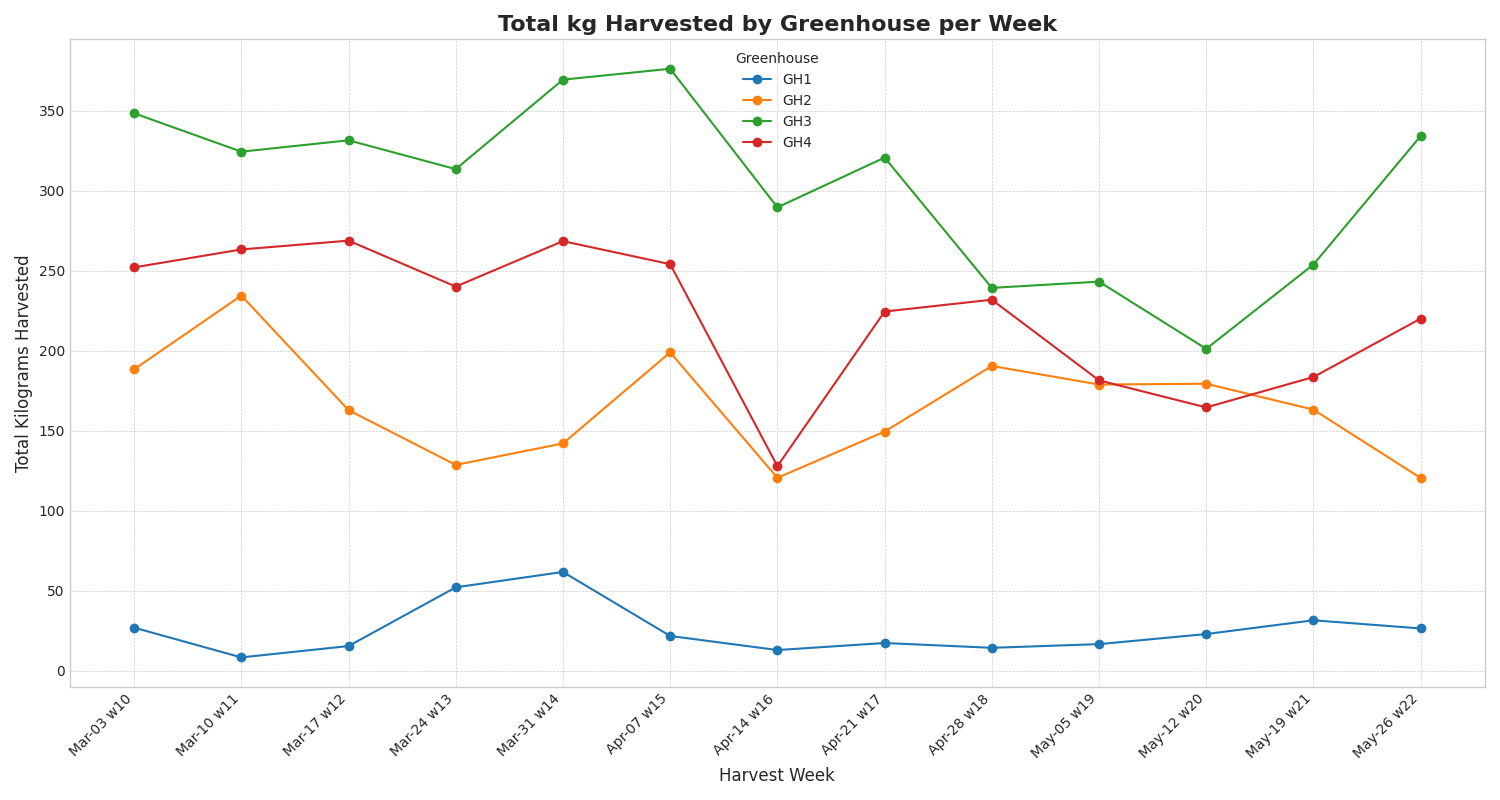 Total kg Harvested by Greenhouse per Week
Greenhouse
GH1
GH2
GH3
GH4
Total Kilograms Harvested
350
300
250
200
150
100
50
0
Mar-03 w10
Mar-10 w11
Mar-17 w12
Mar-24 w13
Mar-31 w14
Apr-07 w15
Apr-14 w16
Apr-21 w17
Apr-28 w18
May-05 w19
May-12 w20
May-19 w21
May-26 w22
Harvest Week